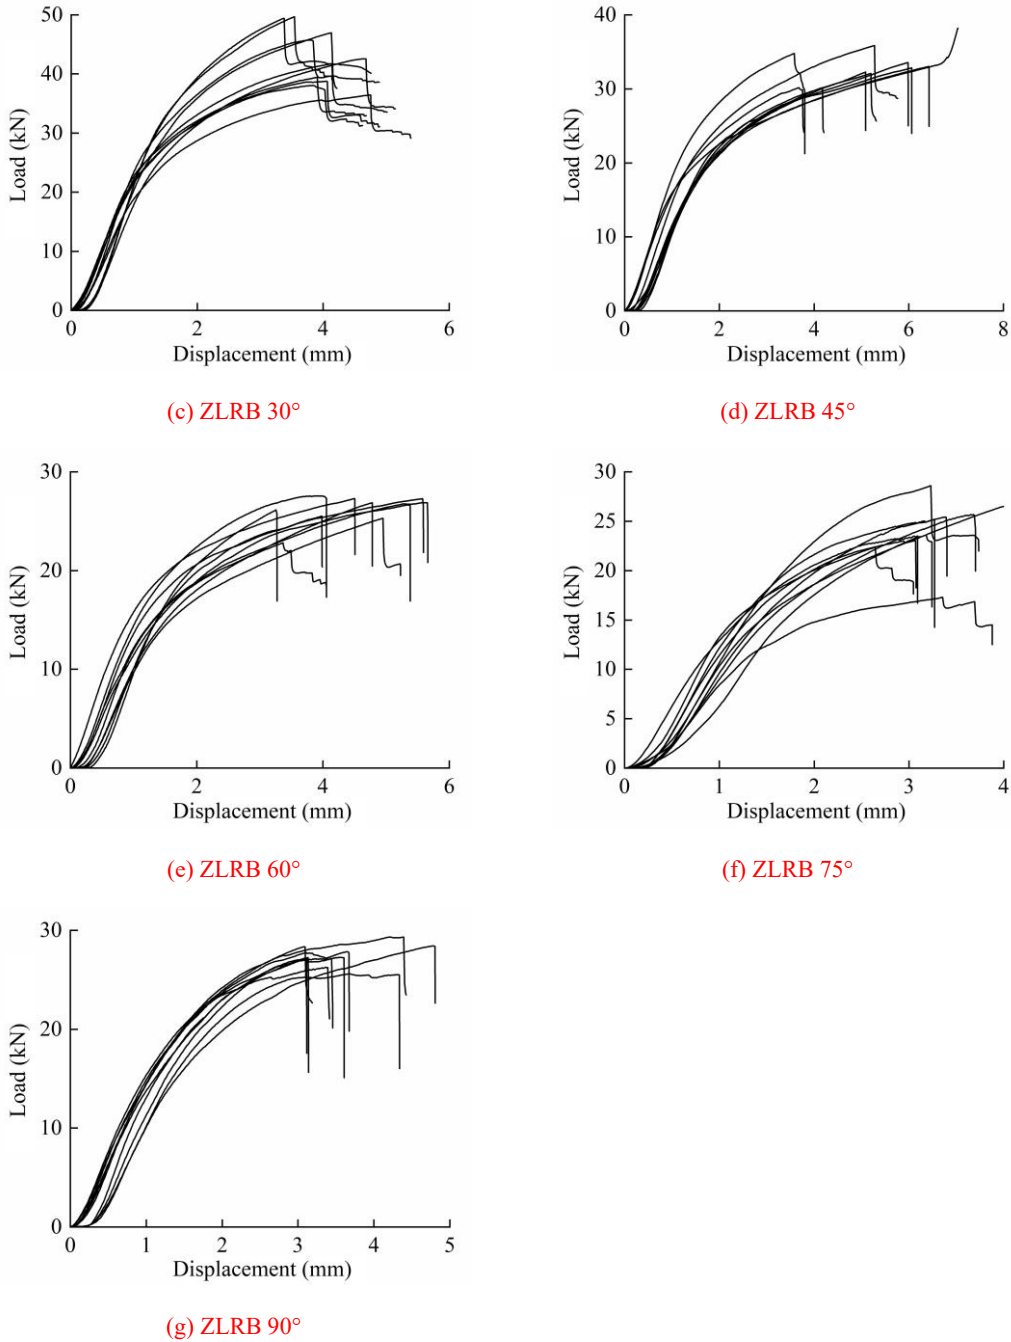 50
40
30
20
10
0
Load (kN)
0 2 4 6
Displacement (mm)
(c) ZLRB 30°
40
30
20
10
0
Load (kN)
0 2 4 6 8
Displacement (mm)
(d) ZLRB 45°
30
20
10
0
Load (kN)
0 2 4 6
Displacement (mm)
(e) ZLRB 60°
30
25
20
15
10
5
0
Load (kN)
0 1 2 3 4
Displacement (mm)
(f) ZLRB 75°
30
20
10
0
Load (kN)
0 1 2 3 4 5
Displacement (mm)
(g) ZLRB 90°